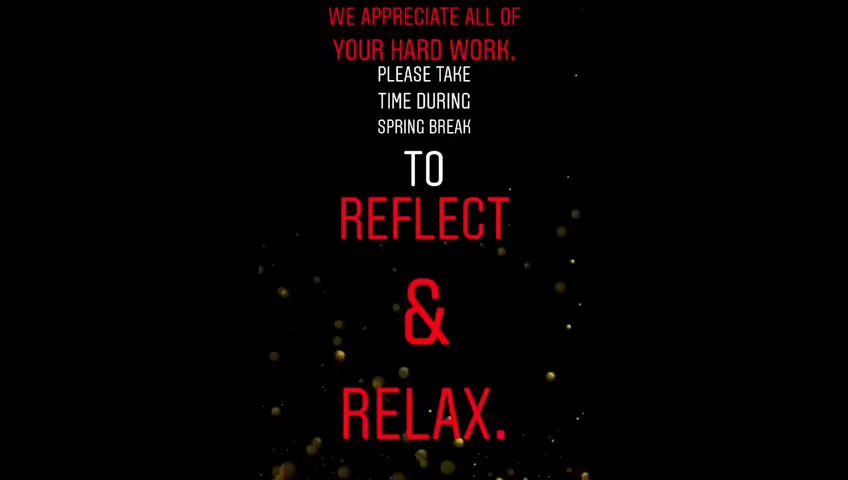 WE APPRECIATE ALL OF
YOUR HARD WORK.
PLEASE TAKE
TIME DURING
SPRING BREAK
TO
REFLECT
&
RELAX.